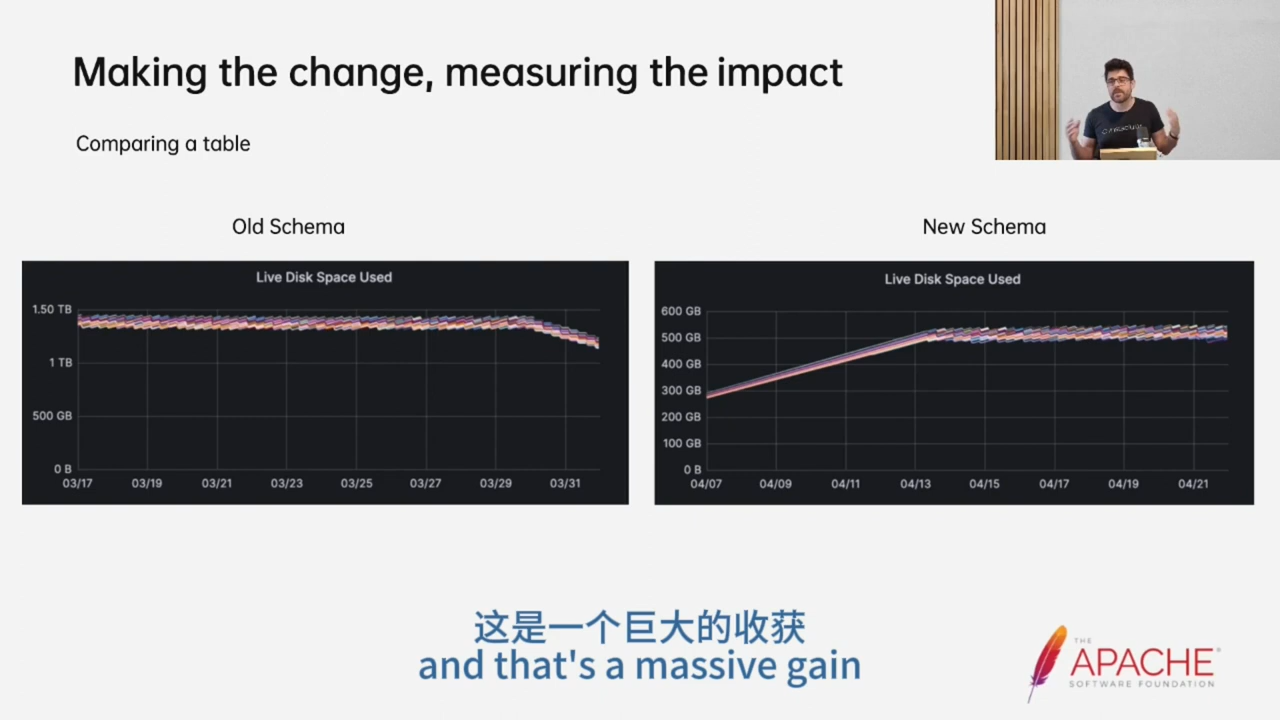 Making the change, measuring the impact
Comparing a table
Old Schema
New Schema
Live Disk Space Used
1.50 TB
1 TB
500 GB
0 B
03/17 03/19 03/21 03/23 03/25 03/27 03/29 03/31
Live Disk Space Used
600 GB
500 GB
400 GB
300 GB
200 GB
100 GB
0 B
04/07 04/09 04/11 04/13 04/15 04/17 04/19 04/21
这是一个巨大的收获
and that's a massive gain
THE
APACHE®
SOFTWARE FOUNDATION